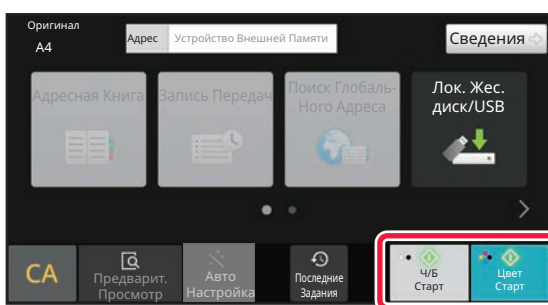 Оригинал
A4
Адрес
Устройство Внешней Памяти
Сведения
Адресная Книга
Запись Передач
Поиск Глобаль-
Ного Адреса
Лок. Жес.
диск/USB
CA
Предварит.
Просмотр
Авто
Настройка
Последние
Задания
Ч/Б
Старт
Цвет
Старт